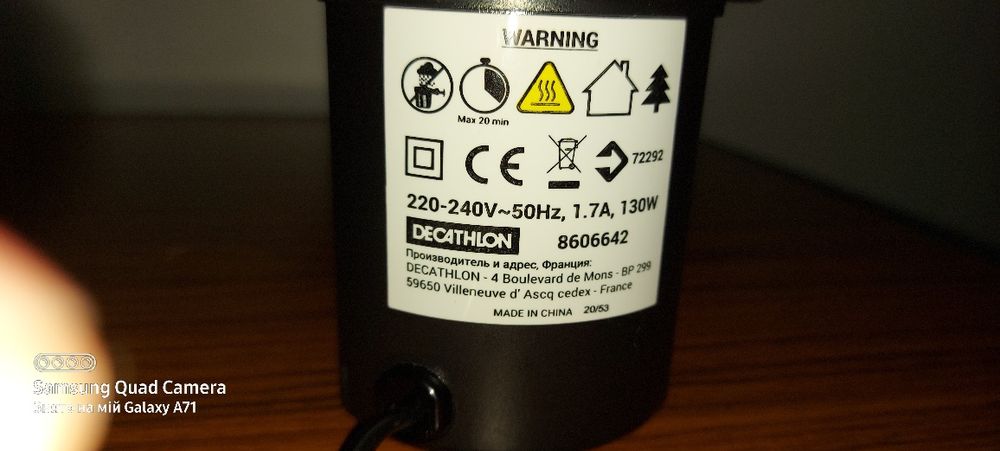 WARNING
Max 20 min
CE
72292
220-240V~50Hz, 1.7A, 130W
DECATHLON 8606642
Производитель и адрес, Франция:
DECATHLON - 4 Boulevard de Mons - BP 299
59650 Villeneuve d' Ascq cedex - France
MADE IN CHINA 20/53
Samsung Quad Camera
на мій Galaxy A71